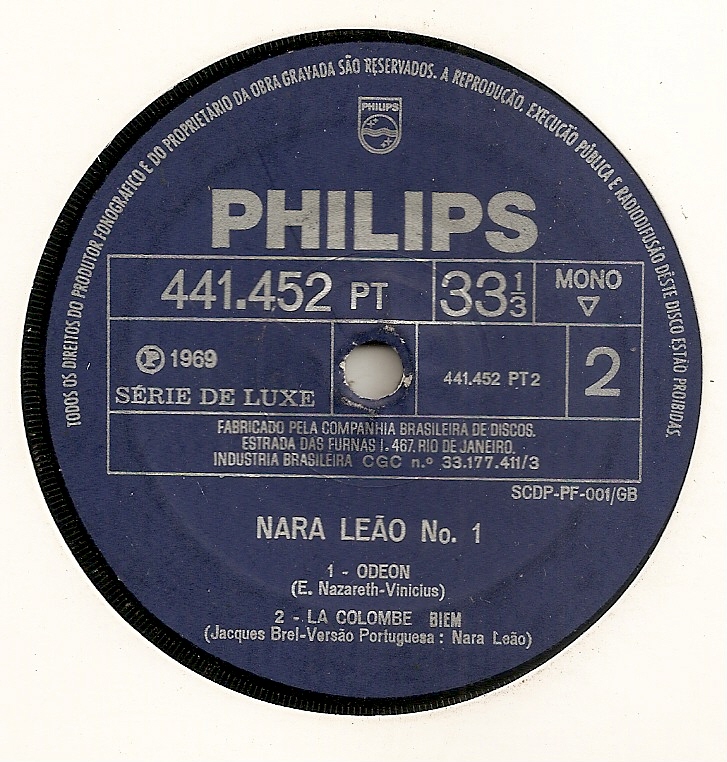 TODOS OS DIREITOS DO PRODUTOR FONOGRAFICO E DO PROPRIETÁRIO DA OBRA GRAVADA SÃO RESERVADOS. A REPRODUÇÃO, EXECUÇÃO PÚBLICA E RADIODIFUSÃO DÊSTE DISCO ESTÃO PROIBIDAS.
PHILIPS
PHILIPS
441.452 PT 33 1/3 MONO
Ⓟ 1969 441.452 PT2 2
SÉRIE DE LUXE
FABRICADO PELA COMPANHIA BRASILEIRA DE DISCOS.
ESTRADA DAS FURNAS 1.467. RIO DE JANEIRO.
INDUSTRIA BRASILEIRA CGC n.º 33.177.411/3
SCDP-PF-001/GB
NARA LEÃO No. 1
1 - ODEON
(E. Nazareth-Vinicius)
2 - LA COLOMBE BIEM
(Jacques Brel-Versão Portuguesa : Nara Leão)